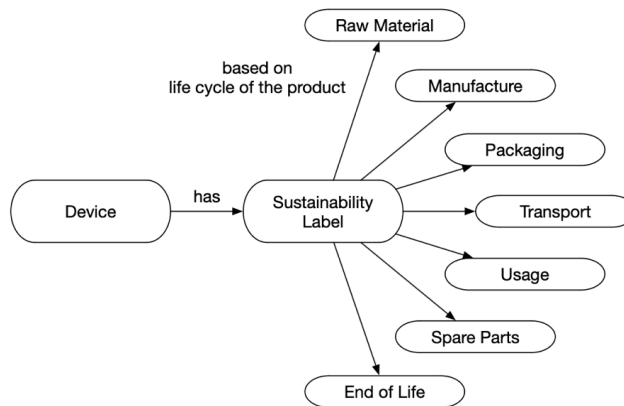 Raw Material
based on
life cycle of the product
Manufacture
Packaging
Device
has
Sustainability
Label
Transport
Usage
Spare Parts
End of Life